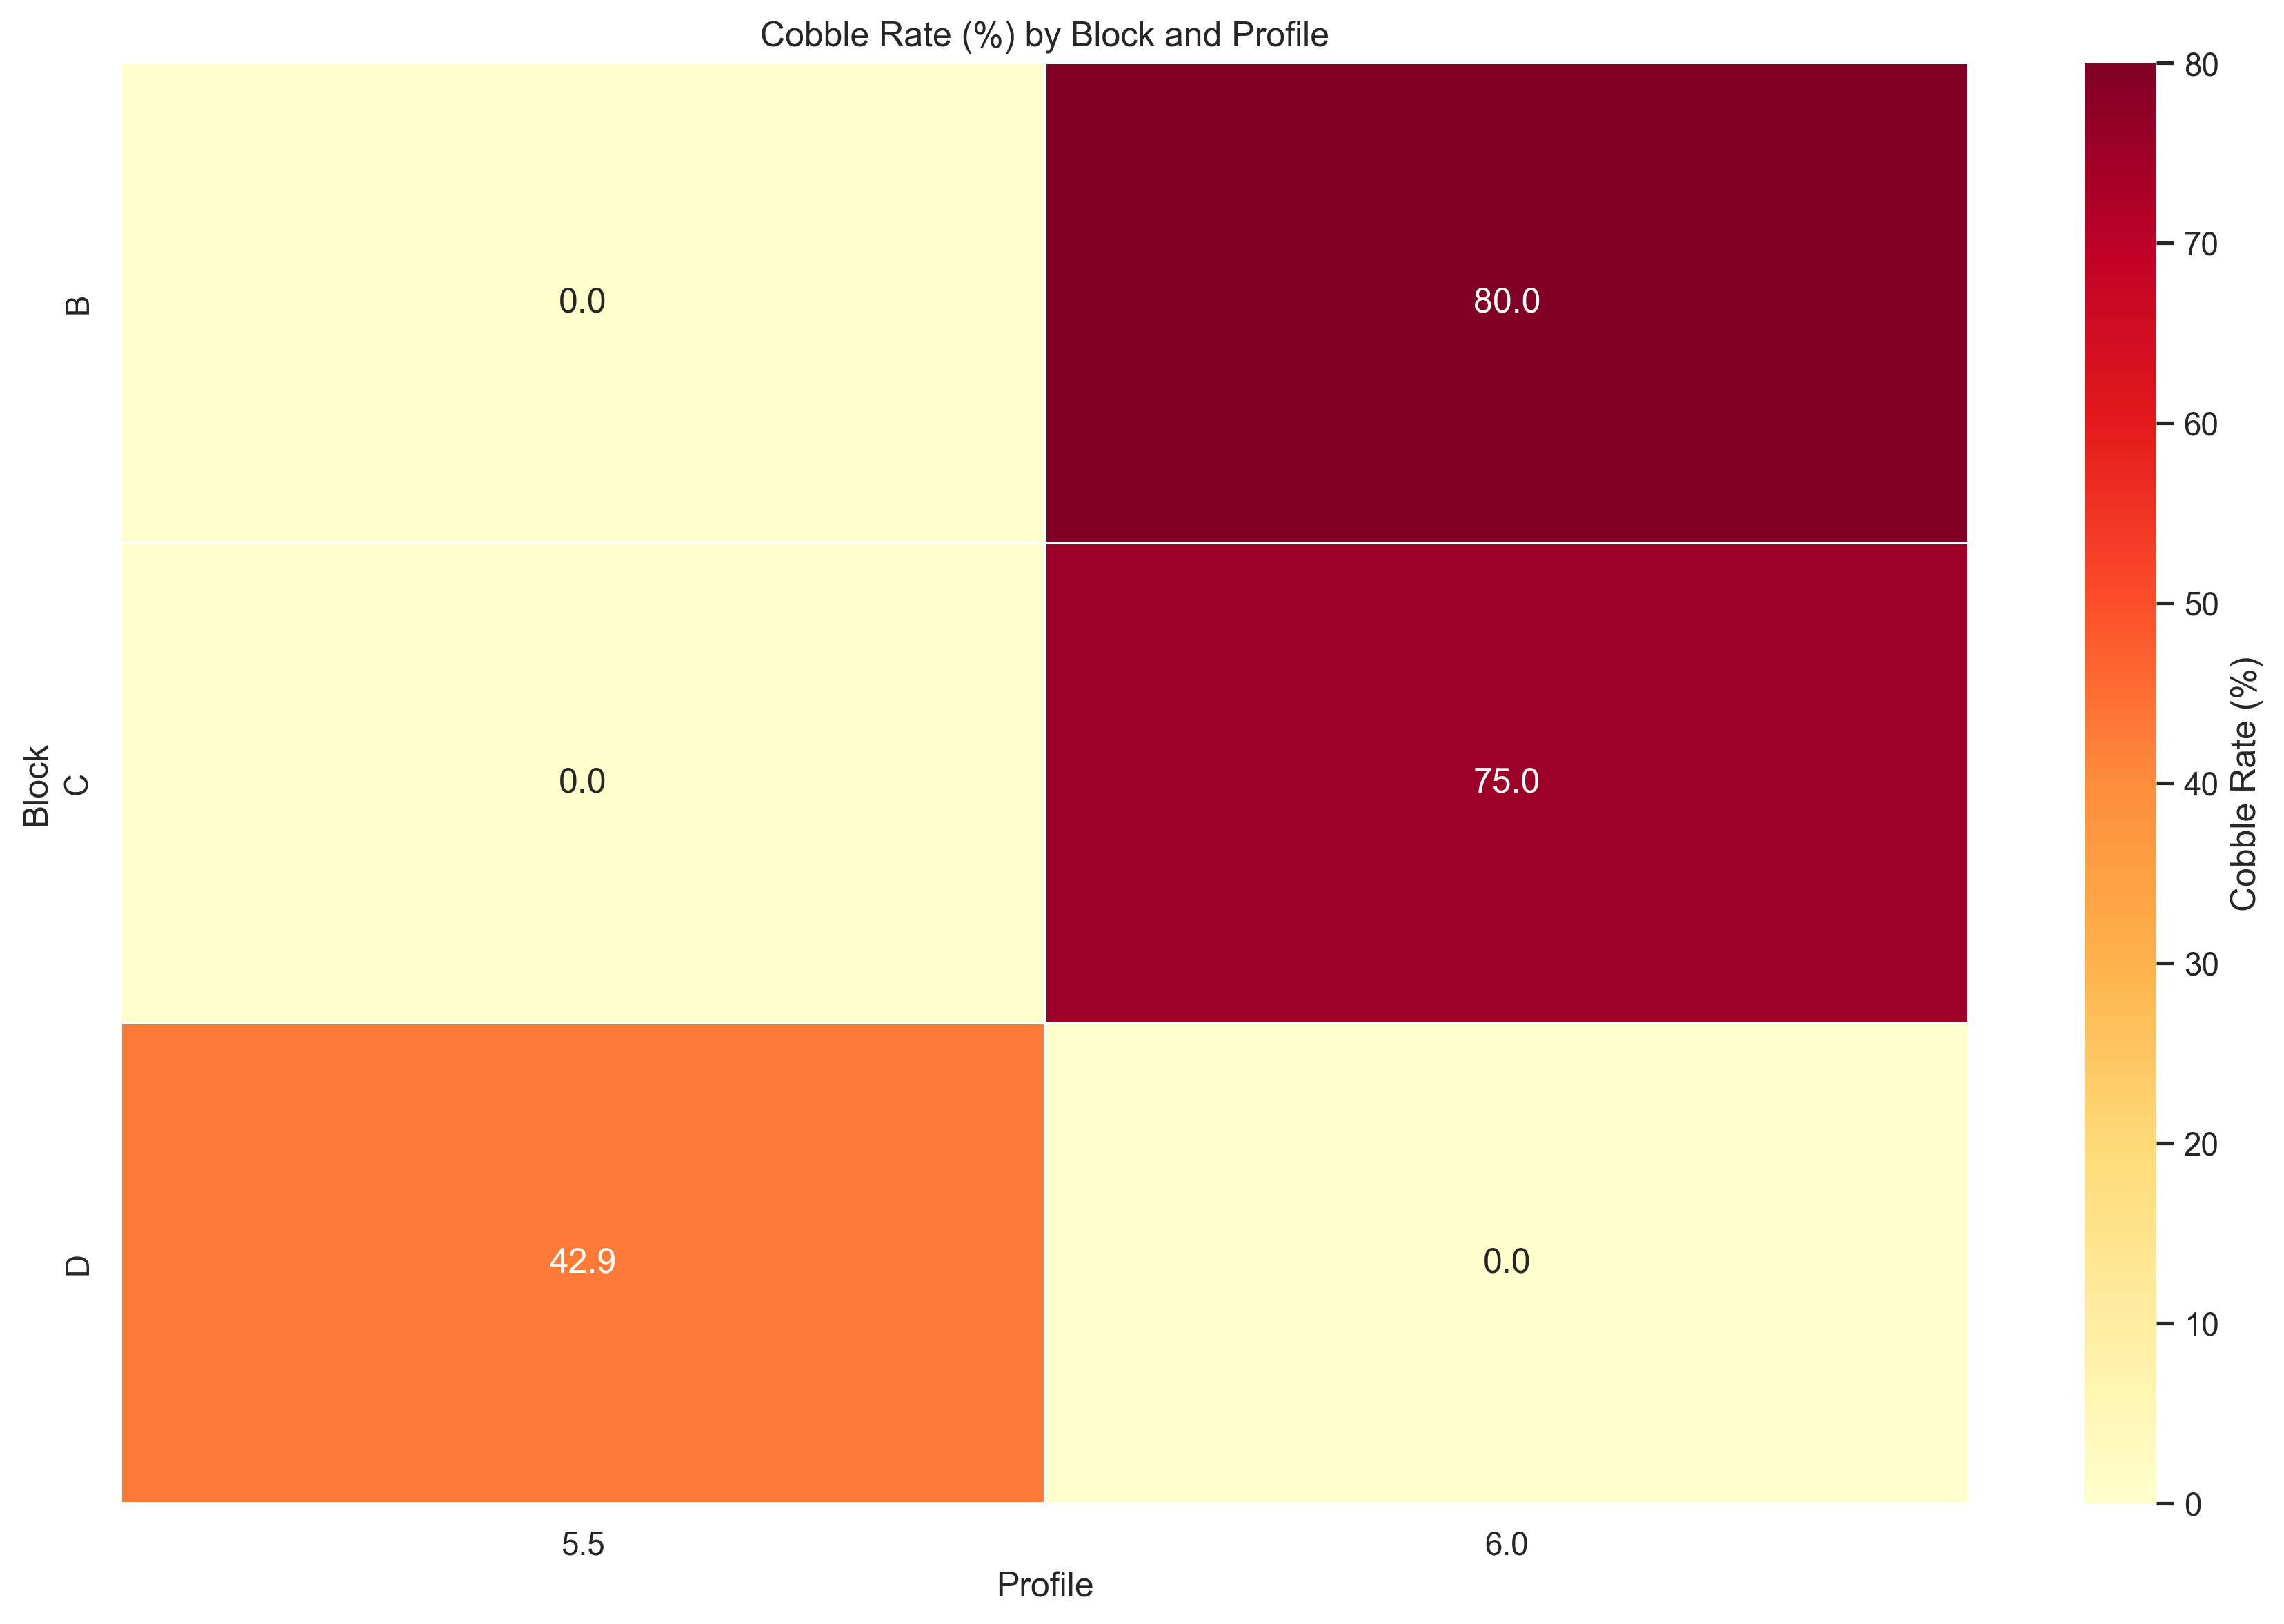 Cobble Rate (%) by Block and Profile
B
0.0
80.0
C
0.0
75.0
D
42.9
0.0
Block
5.5
6.0
Profile
80
70
60
50
40
30
20
10
0
Cobble Rate (%)